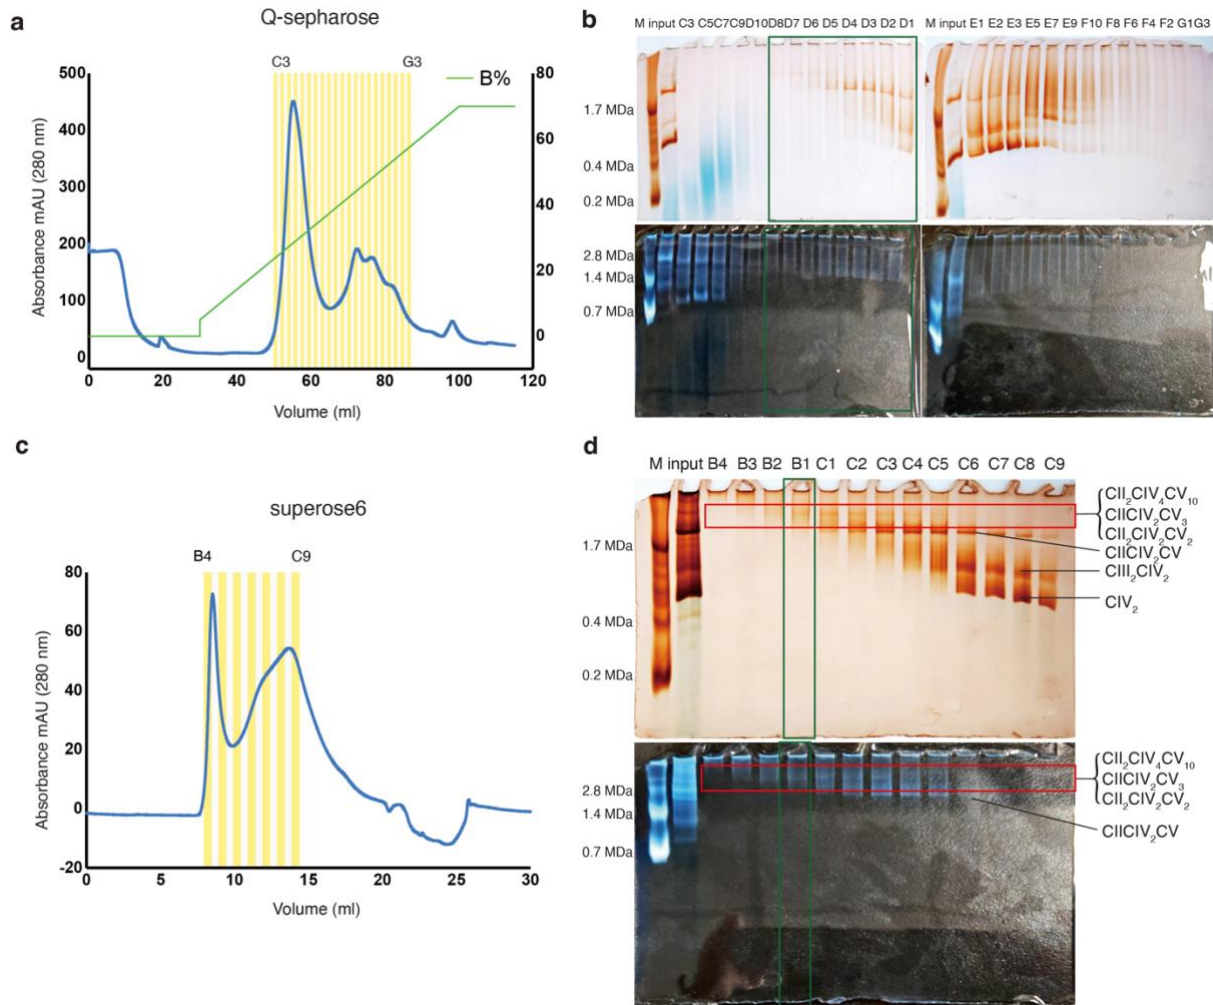 a
Q-sepharose
C3
G3
B%
500
400
300
200
100
0
80
60
40
20
0
0
20
40
60
80
100
120
Absorbance mAU (280 nm)
Volume (ml)
b
M input C3 C5C7C9D10D8D7 D6 D5 D4 D3 D2 D1
M input E1 E2 E3 E5 E7 E9 F10 F8 F6 F4 F2 G1G3
1.7 MDa
0.4 MDa
0.2 MDa
2.8 MDa
1.4 MDa
0.7 MDa
c
superose6
B4
C9
80
60
40
20
0
-20
0
5
10
15
20
25
30
Absorbance mAU (280 nm)
Volume (ml)
d
M input B4 B3 B2 B1 C1 C2 C3 C4 C5 C6 C7 C8 C9
1.7 MDa
0.4 MDa
0.2 MDa
CII₂CIV₄CV₁₀
CIICIV₂CV₃
CII₂CIV₂CV₂
CIICIV₂CV
CIII₂CIV₂
CIV₂
2.8 MDa
1.4 MDa
0.7 MDa
CII₂CIV₄CV₁₀
CIICIV₂CV₃
CII₂CIV₂CV₂
CIICIV₂CV